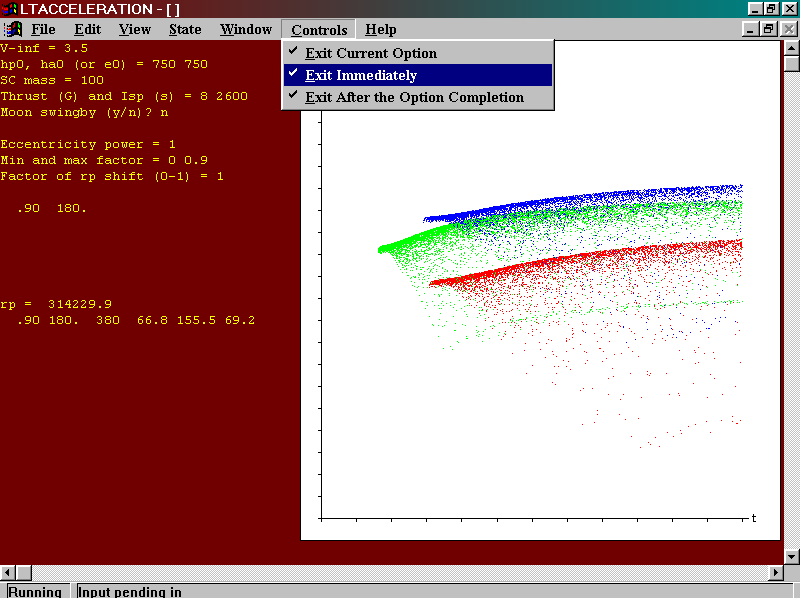 LTACCELERATION - [ ]
File Edit View State Window Controls Help
Exit Current Option
Exit Immediately
Exit After the Option Completion
V-inf = 3.5
hp0, ha0 (or e0) = 750 750
SC mass = 100
Thrust (G) and Isp (s) = 8 2600
Moon swingby (y/n)? n
Eccentricity power = 1
Min and max factor = 0 0.9
Factor of rp shift (0-1) = 1
.90 180.
rp = 314229.9
.90 180. 380 66.8 155.5 69.2
t
Running Input pending in